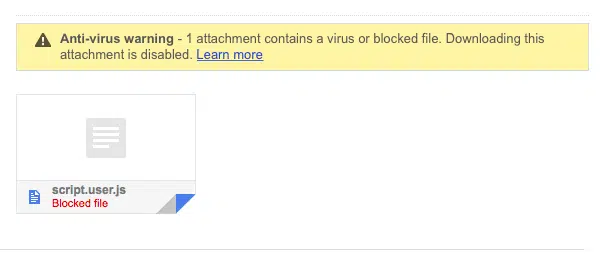 Anti-virus warning - 1 attachment contains a virus or blocked file. Downloading this
attachment is disabled. Learn more
script.user.js
Blocked file